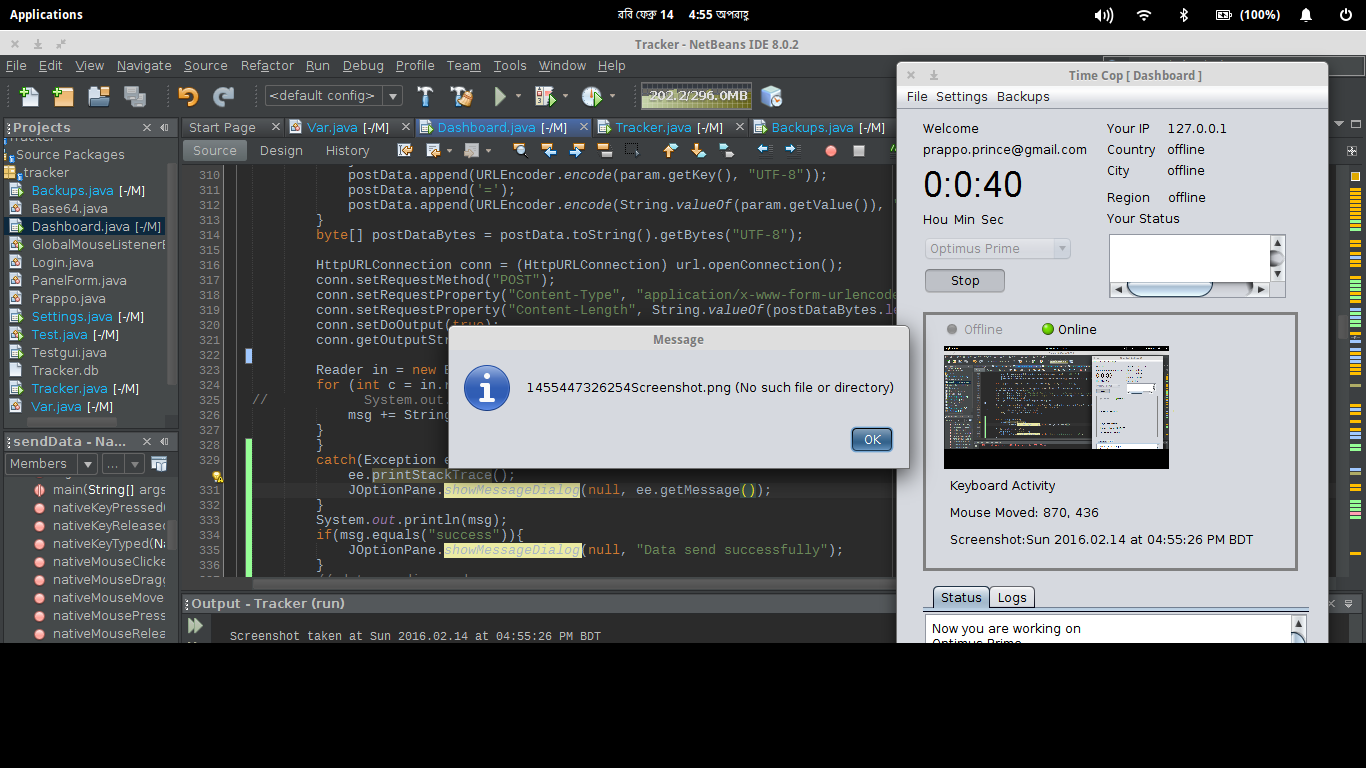 Applications
রবি ফেব্রু 14 4:55 অপরাহ্ণ
(100%)
Tracker - NetBeans IDE 8.0.2
File Edit View Navigate Source Refactor Run Debug Profile Team Tools Window Help
<default config>
202.2/296.0MB
Projects
Source Packages
tracker
Backups.java [-/M]
Base64.java
Dashboard.java [-/M]
GlobalMouseListenerE
Login.java
PanelForm.java
Prappo.java
Settings.java [-/M]
Test.java [-/M]
Testgui.java
Tracker.db
Tracker.java [-/M]
Var.java [-/M]
sendData - Na...
Members
...
main(String[] args
nativeKeyPressed(
nativeKeyReleased
nativeKeyTyped(Na
nativeMouseClicke
nativeMouseDragg
nativeMouseMove
nativeMousePress
nativeMouseRelea
Start Page
Var.java [-/M]
Dashboard.java [-/M]
Tracker.java [-/M]
Backups.java [-/M]
Source Design History
310 postData.append(URLEncoder.encode(param.getKey(), "UTF-8"));
311 postData.append('=');
312 postData.append(URLEncoder.encode(String.valueOf(param.getValue()), "
313 }
314 byte[] postDataBytes = postData.toString().getBytes("UTF-8");
315
316 HttpURLConnection conn = (HttpURLConnection) url.openConnection();
317 conn.setRequestMethod("POST");
318 conn.setRequestProperty("Content-Type", "application/x-www-form-urlencode
319 conn.setRequestProperty("Content-Length", String.valueOf(postDataBytes.le
320 conn.setDoOutput(true);
321 conn.getOutputStr
322
323 Reader in = new B
324 for (int c = in.r
325 // System.out.
326 msg += String
327 }
328 }
329 catch(Exception e
ee.printStackTrace();
331 JOptionPane.showMessageDialog(null, ee.getMessage());
332 }
333 System.out.println(msg);
334 if(msg.equals("success")){
335 JOptionPane.showMessageDialog(null, "Data send successfully");
336 }
Output - Tracker (run)
Screenshot taken at Sun 2016.02.14 at 04:55:26 PM BDT
Message
1455447326254Screenshot.png (No such file or directory)
OK
Time Cop [ Dashboard ]
File Settings Backups
Welcome
prappo.prince@gmail.com
0:0:40
Hou Min Sec
Optimus Prime
Stop
Your IP 127.0.0.1
Country offline
City offline
Region offline
Your Status
Offline Online
Keyboard Activity
Mouse Moved: 870, 436
Screenshot:Sun 2016.02.14 at 04:55:26 PM BDT
Status Logs
Now you are working on
Optimus Prime